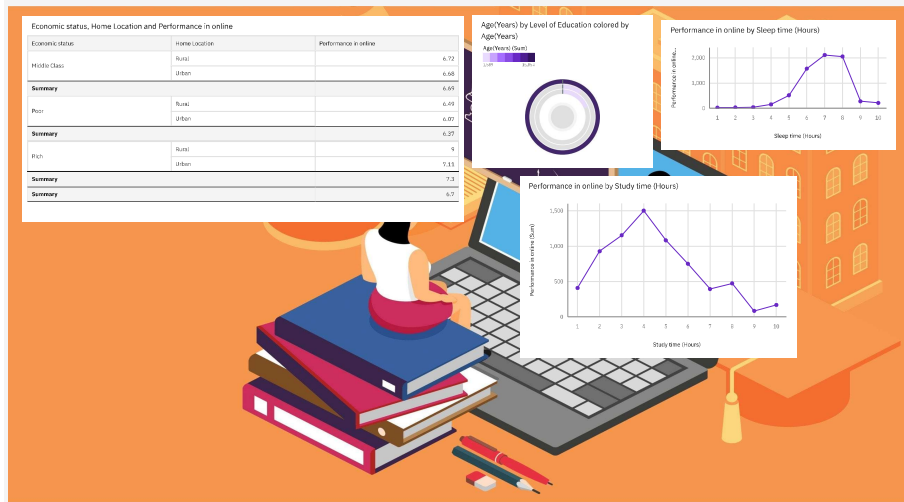 Economic status, Home Location and Performance in online
Economic status Home Location Performance in online
Middle Class Rural 6.72
Urban 6.68
Summary 6.69
Poor Rural 6.49
Urban 6.07
Summary 6.37
Rich Rural 9
Urban 7.11
Summary 7.3
Summary 6.7
Age(Years) by Level of Education colored by
Age(Years)
Age(Years) (Sum)
Performance in online by Sleep time (Hours)
Performance in online...
2,000
1,000
0
1 2 3 4 5 6 7 8 9 10
Sleep time (Hours)
Performance in online by Study time (Hours)
Performance in online (Sum)
1,500
1,000
500
0
1 2 3 4 5 6 7 8 9 10
Study time (Hours)